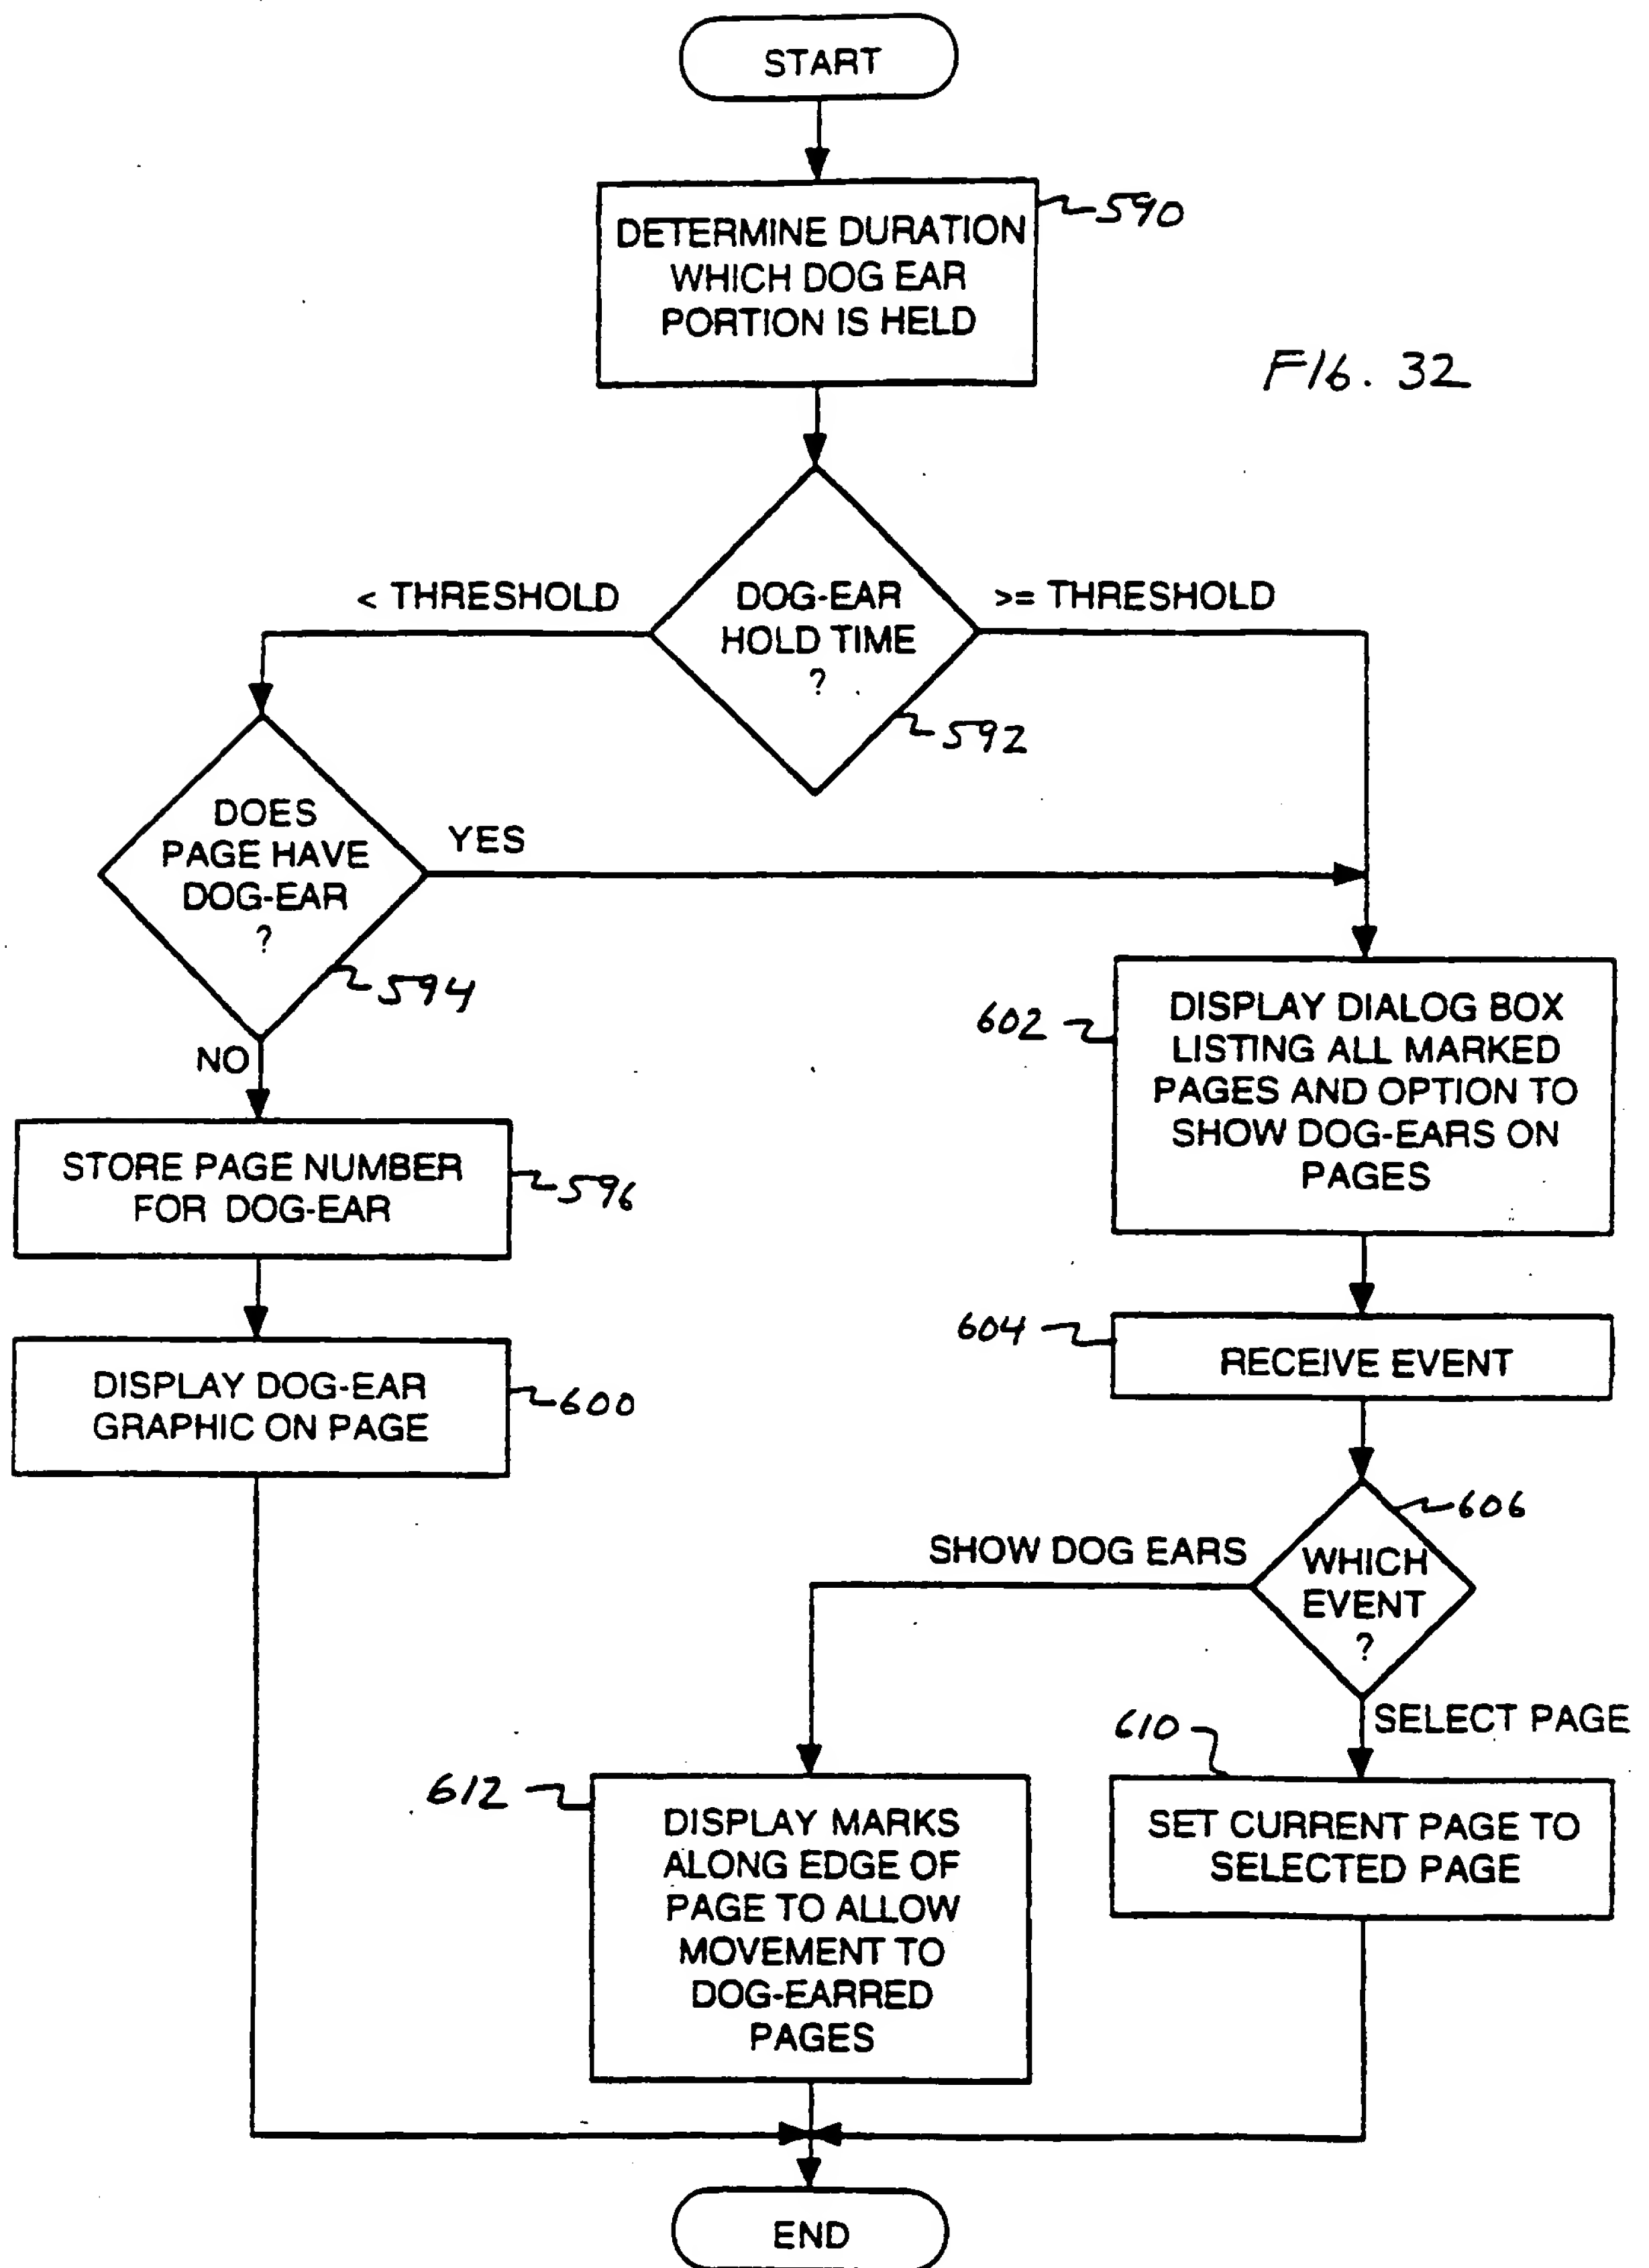 START
DETERMINE DURATION
WHICH DOG EAR
PORTION IS HELD
590
FIG. 32
< THRESHOLD
DOG-EAR
HOLD TIME
?
>= THRESHOLD
592
DOES
PAGE HAVE
DOG-EAR
?
YES
594
NO
602
DISPLAY DIALOG BOX
LISTING ALL MARKED
PAGES AND OPTION TO
SHOW DOG-EARS ON
PAGES
STORE PAGE NUMBER
FOR DOG-EAR
596
604
RECEIVE EVENT
DISPLAY DOG-EAR
GRAPHIC ON PAGE
600
606
SHOW DOG EARS
WHICH
EVENT
?
SELECT PAGE
610
612
DISPLAY MARKS
ALONG EDGE OF
PAGE TO ALLOW
MOVEMENT TO
DOG-EARRED
PAGES
SET CURRENT PAGE TO
SELECTED PAGE
END